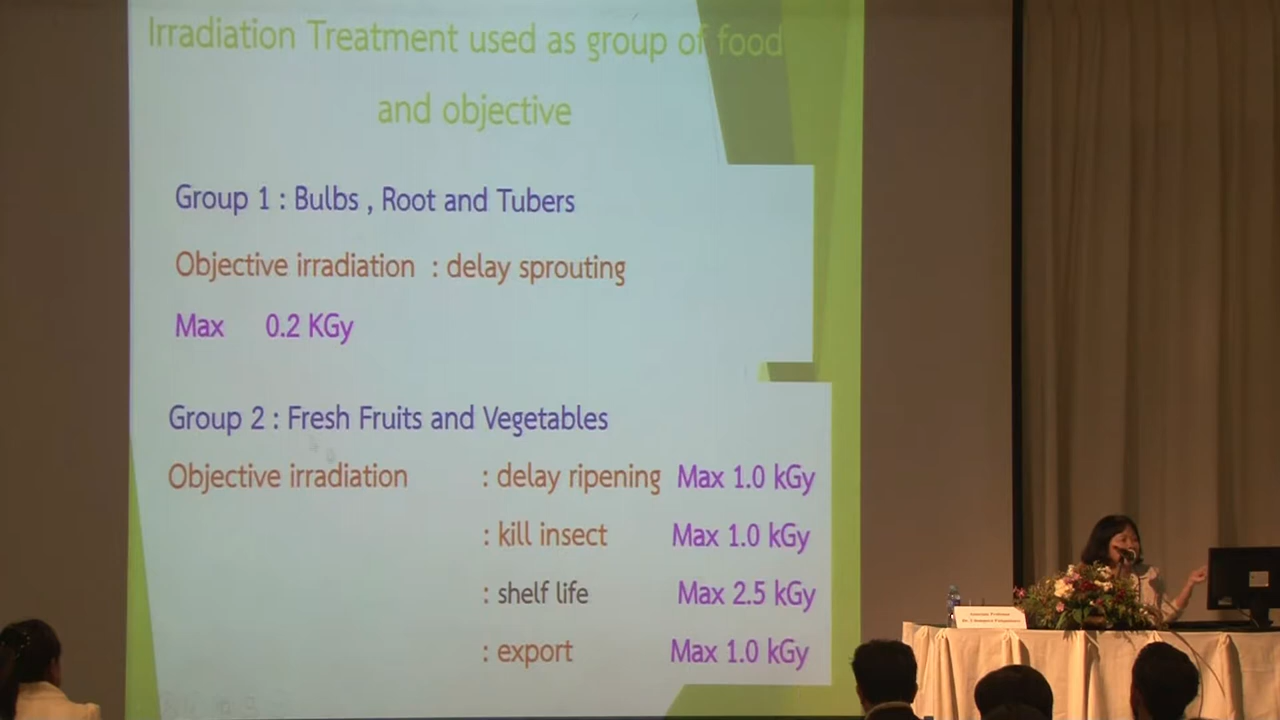 Irradiation Treatment used as group of food
and objective
Group 1 : Bulbs , Root and Tubers
Objective irradiation : delay sprouting
Max 0.2 KGy
Group 2 : Fresh Fruits and Vegetables
Objective irradiation : delay ripening Max 1.0 kGy
: kill insect Max 1.0 kGy
: shelf life Max 2.5 kGy
: export Max 1.0 kGy
Associate Professor